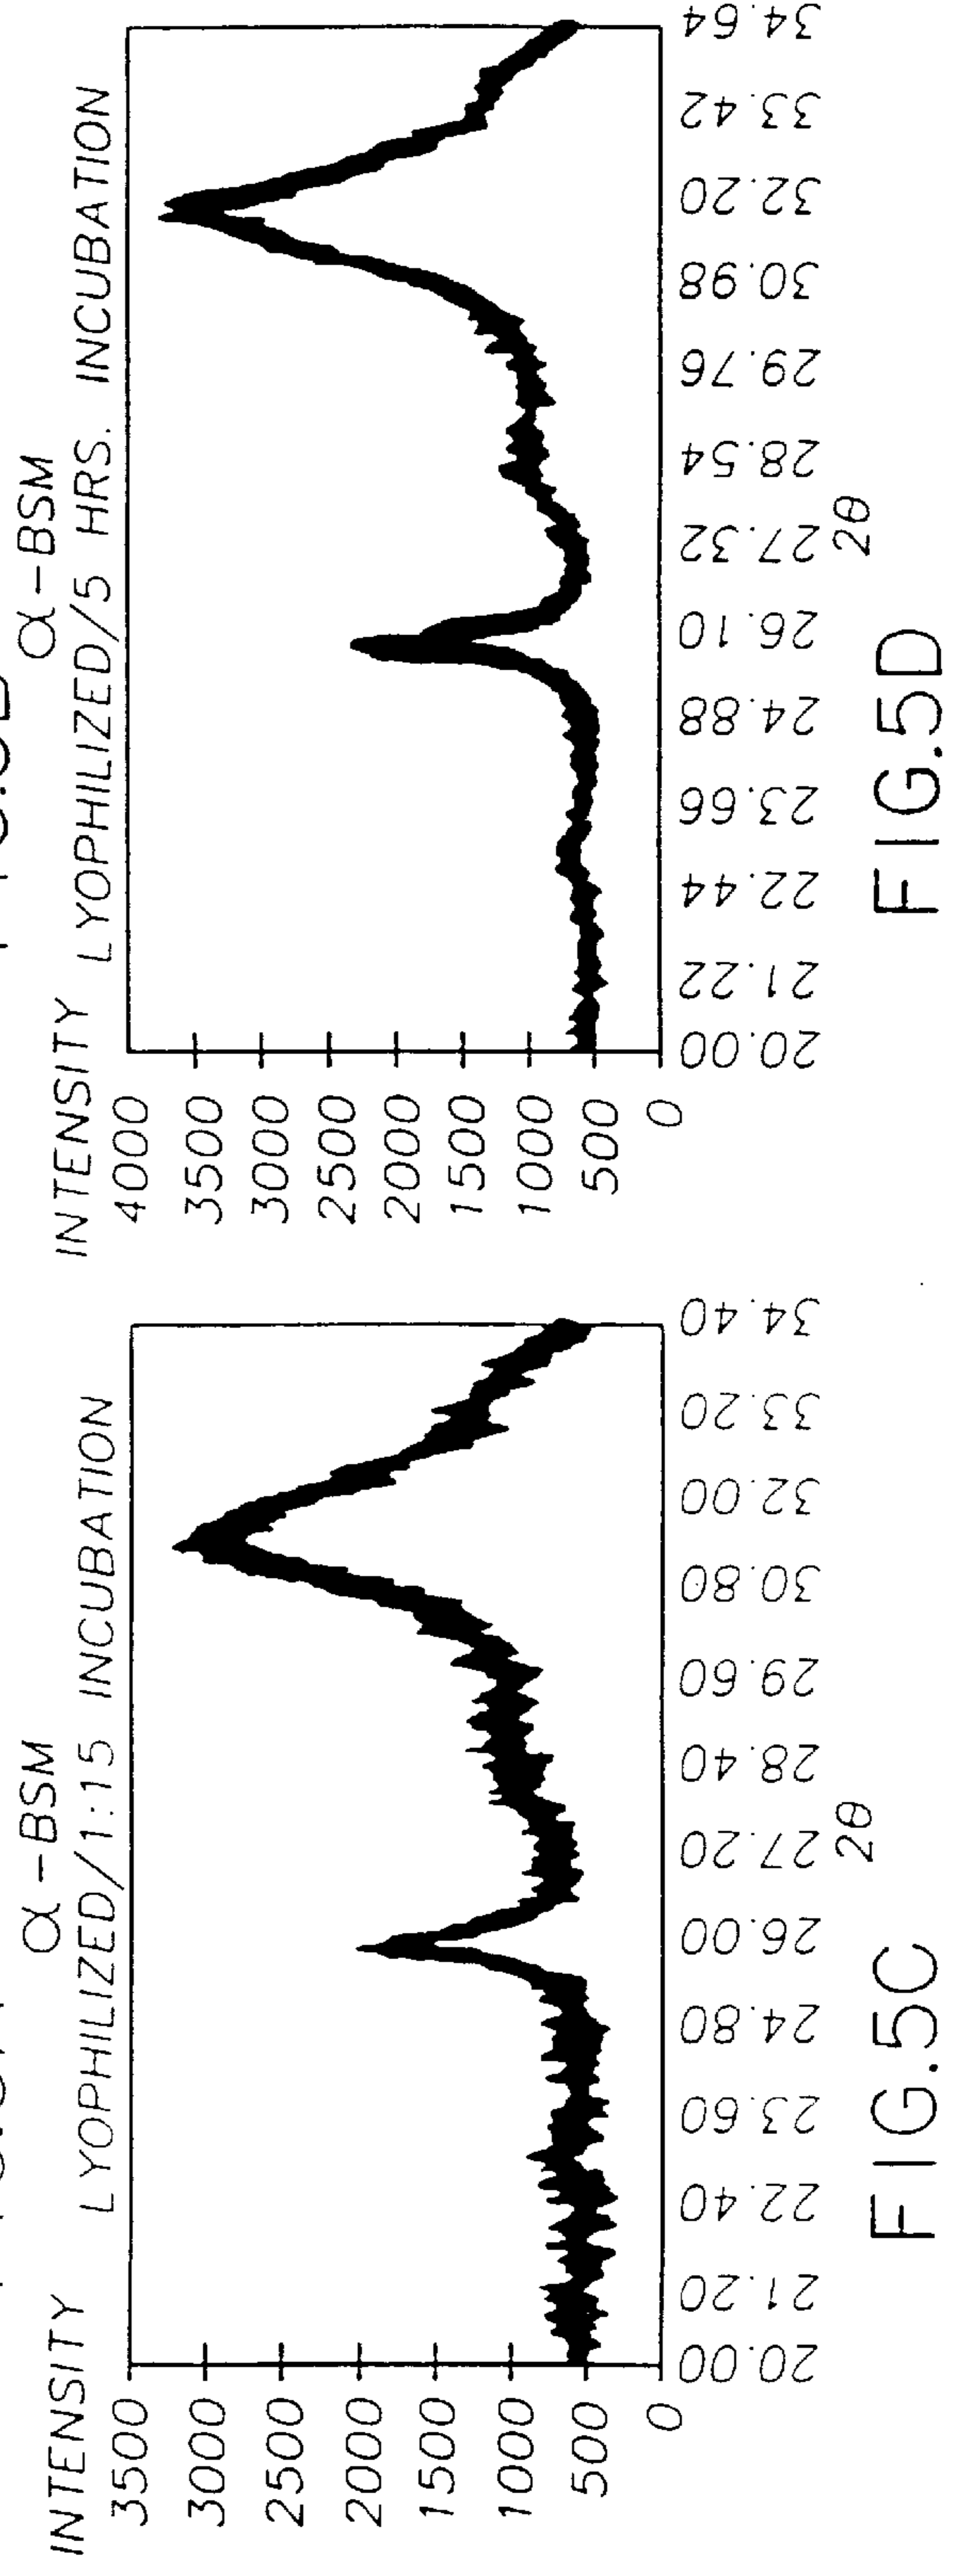 α-BSM
INTENSITY LYOPHILIZED/1:15 INCUBATION
3500
3000
2500
2000
1500
1000
500
0
20.00 21.20 22.40 23.60 24.80 26.00 27.20 28.40 29.60 30.80 32.00 33.20 34.40
2θ
FIG.5C
α-BSM
INTENSITY LYOPHILIZED/5 HRS. INCUBATION
4000
3500
3000
2500
2000
1500
1000
500
0
20.00 21.22 22.44 23.66 24.88 26.10 27.32 28.54 29.76 30.98 32.20 33.42 34.64
2θ
FIG.5D